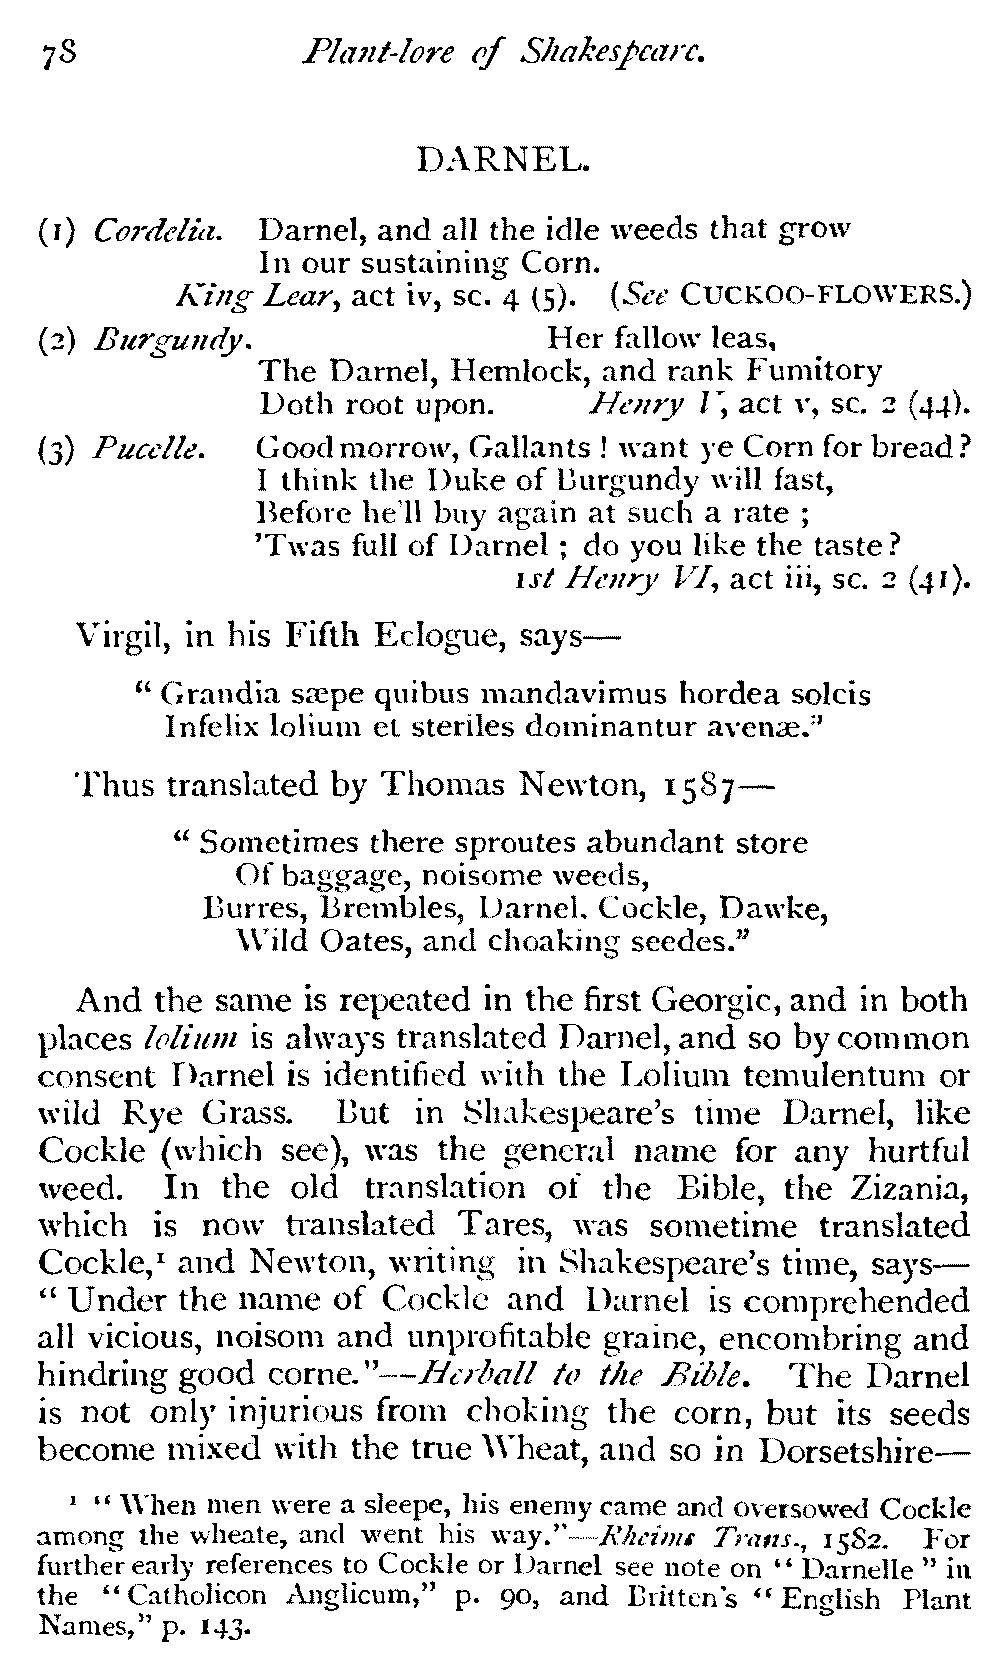 78 Plant-lore of Shakespeare.
DARNEL.
(1) Cordelia. Darnel, and all the idle weeds that grow
In our sustaining Corn.
King Lear, act iv, sc. 4 (5). (See CUCKOO-FLOWERS.)
(2) Burgundy. Her fallow leas,
The Darnel, Hemlock, and rank Fumitory
Doth root upon. Henry V, act v, sc. 2 (44).
(3) Pucelle. Good morrow, Gallants ! want ye Corn for bread?
I think the Duke of Burgundy will fast,
Before he'll buy again at such a rate ;
'Twas full of Darnel ; do you like the taste?
1st Henry VI, act iii, sc. 2 (41).
Virgil, in his Fifth Eclogue, says—
“ Grandia sæpe quibus mandavimus hordea solcis
Infelix lolium et steriles dominantur avenæ.”
Thus translated by Thomas Newton, 1587—
“ Sometimes there sproutes abundant store
Of baggage, noisome weeds,
Burres, Brembles, Darnel, Cockle, Dawke,
Wild Oates, and choaking seedes.”
And the same is repeated in the first Georgic, and in both
places lolium is always translated Darnel, and so by common
consent Darnel is identified with the Lolium temulentum or
wild Rye Grass. But in Shakespeare's time Darnel, like
Cockle (which see), was the general name for any hurtful
weed. In the old translation of the Bible, the Zizania,
which is now translated Tares, was sometime translated
Cockle,¹ and Newton, writing in Shakespeare's time, says—
“ Under the name of Cockle and Darnel is comprehended
all vicious, noisom and unprofitable graine, encombring and
hindring good corne.”—Herball to the Bible. The Darnel
is not only injurious from choking the corn, but its seeds
become mixed with the true Wheat, and so in Dorsetshire—
¹ “ When men were a sleepe, his enemy came and oversowed Cockle
among the wheate, and went his way.”—Rheims Trans., 1582. For
further early references to Cockle or Darnel see note on “ Darnelle ” in
the “ Catholicon Anglicum,” p. 90, and Britten's “ English Plant
Names,” p. 143.